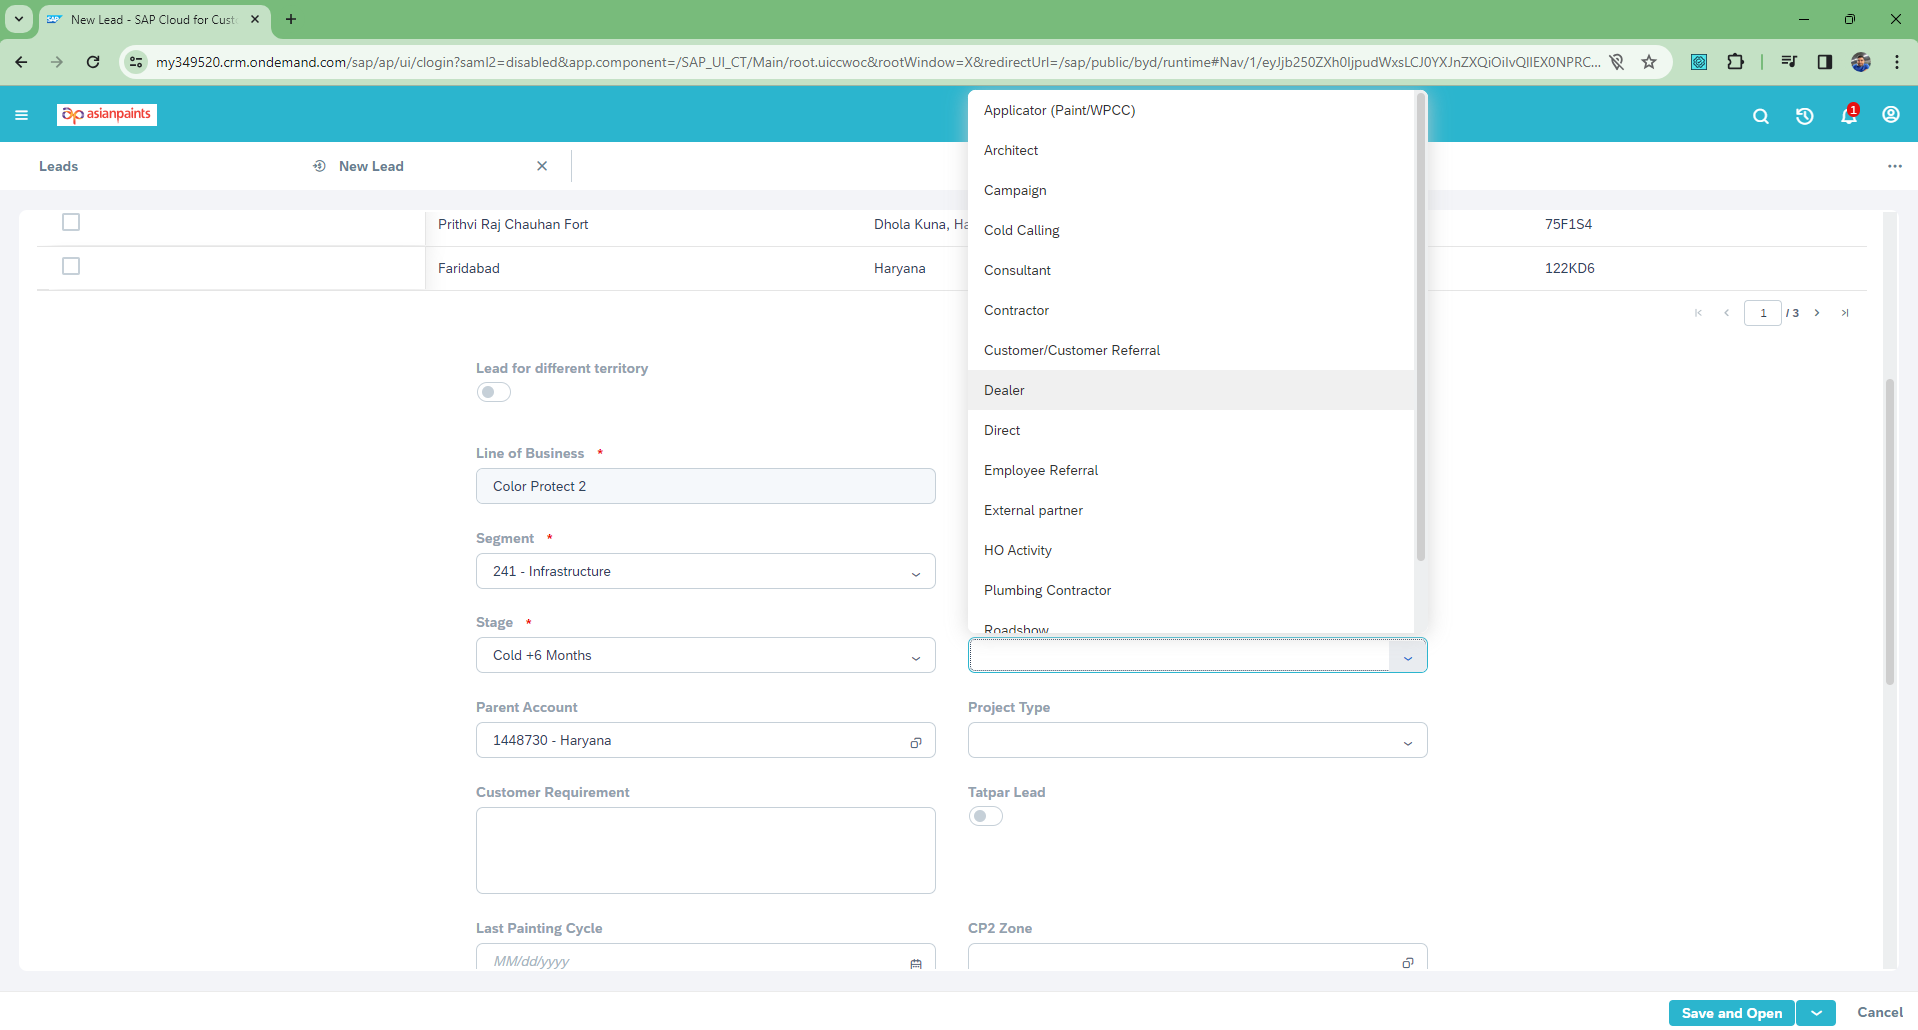 SAP New Lead - SAP Cloud for Cust
my349520.crm.ondemand.com/sap/ap/ui/clogin?saml2=disabled&app.component=/SAP_UI_CT/Main/root.uiccwoc&rootWindow=X&redirectUrl=/sap/public/byd/runtime#Nav/1/eyJjb250ZXh0IjpudWxsLCJ0YXJnZXQiOiIvQllEX0NPRC...
asianpaints
1
Leads
New Lead
Prithvi Raj Chauhan Fort
Dhola Kuna, Ha
75F1S4
Faridabad
Haryana
122KD6
1 / 3
Applicator (Paint/WPCC)
Architect
Campaign
Cold Calling
Consultant
Contractor
Customer/Customer Referral
Dealer
Direct
Employee Referral
External partner
HO Activity
Plumbing Contractor
Roadshow
Lead for different territory
Line of Business *
Color Protect 2
Segment *
241 - Infrastructure
Stage *
Cold +6 Months
Parent Account
1448730 - Haryana
Project Type
Customer Requirement
Tatpar Lead
Last Painting Cycle
MM/dd/yyyy
CP2 Zone
Save and Open
Cancel